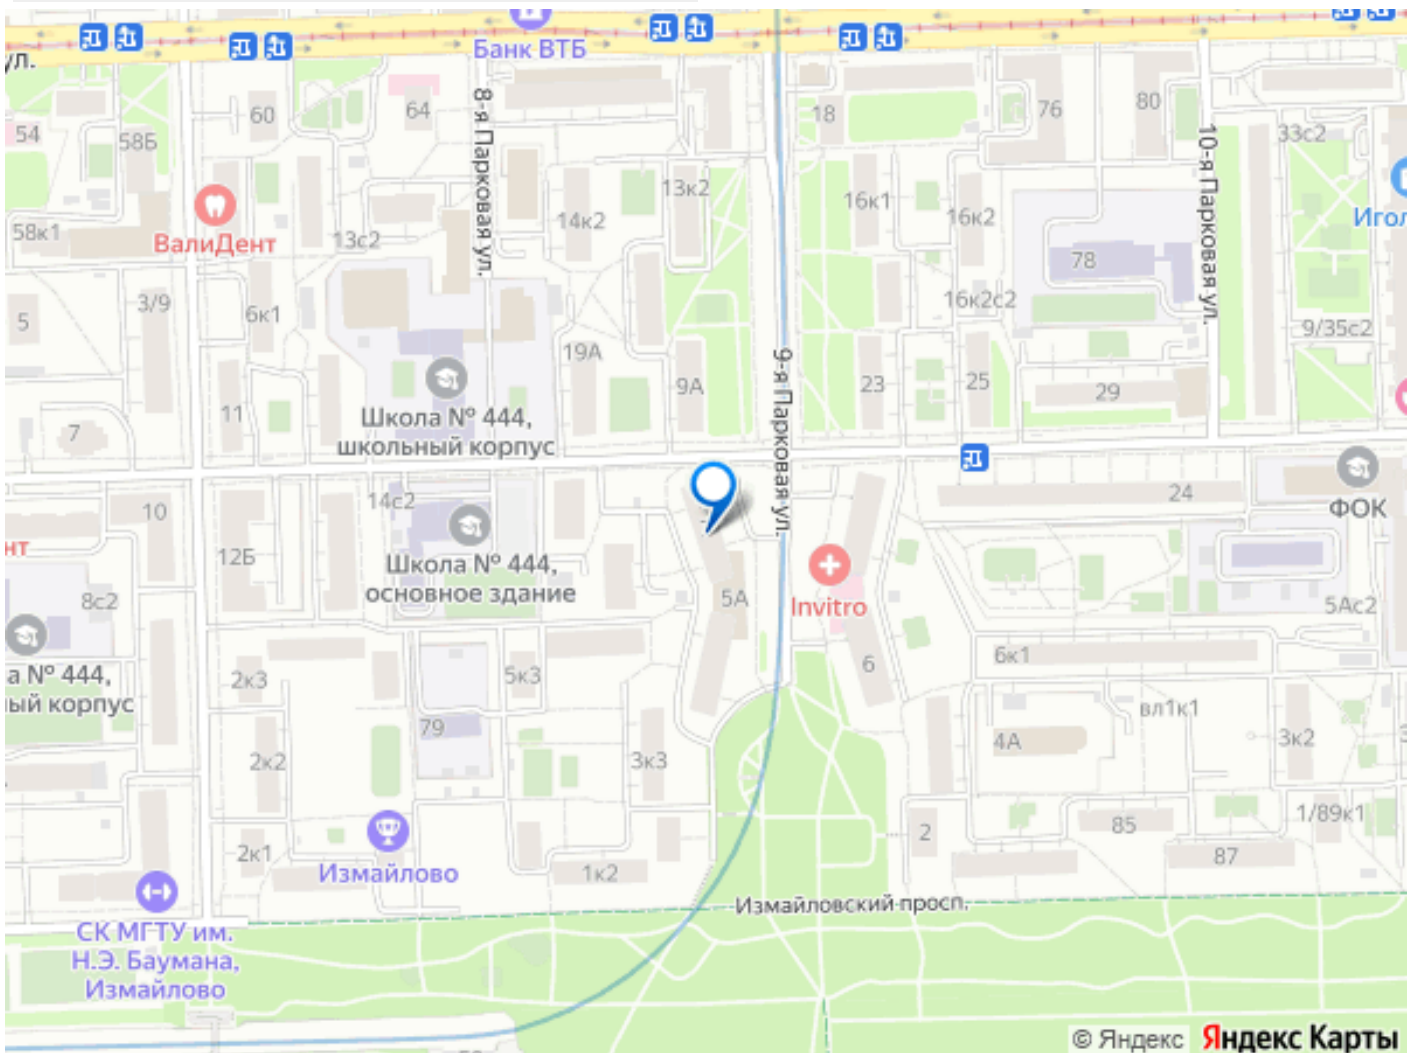 Банк ВТБ
ул.
60
64
8-я Парковая ул.
18
76
80
10-я Парковая ул.
33с2
54
58Б
13к2
16к1
16к2
14к2
58к1
ВалиДент
13с2
78
3/9
6к1
16к2с2
5
9/35с2
19А
9-я Парковая ул.
9А
23
25
29
11
7
Школа № 444,
школьный корпус
24
14с2
10
ФОК
12Б
Школа № 444,
основное здание
5А
Invitro
8с2
5Ас2
6к1
6
а № 444,
ый корпус
2к3
5к3
вл1к1
79
4А
3к2
2к2
3к3
1/89к1
2
85
2к1
87
Измайлово
1к2
Измайловский просп.
СК МГТУ им.
Н.Э. Баумана,
Измайлово
© Яндекс Яндекс Карты